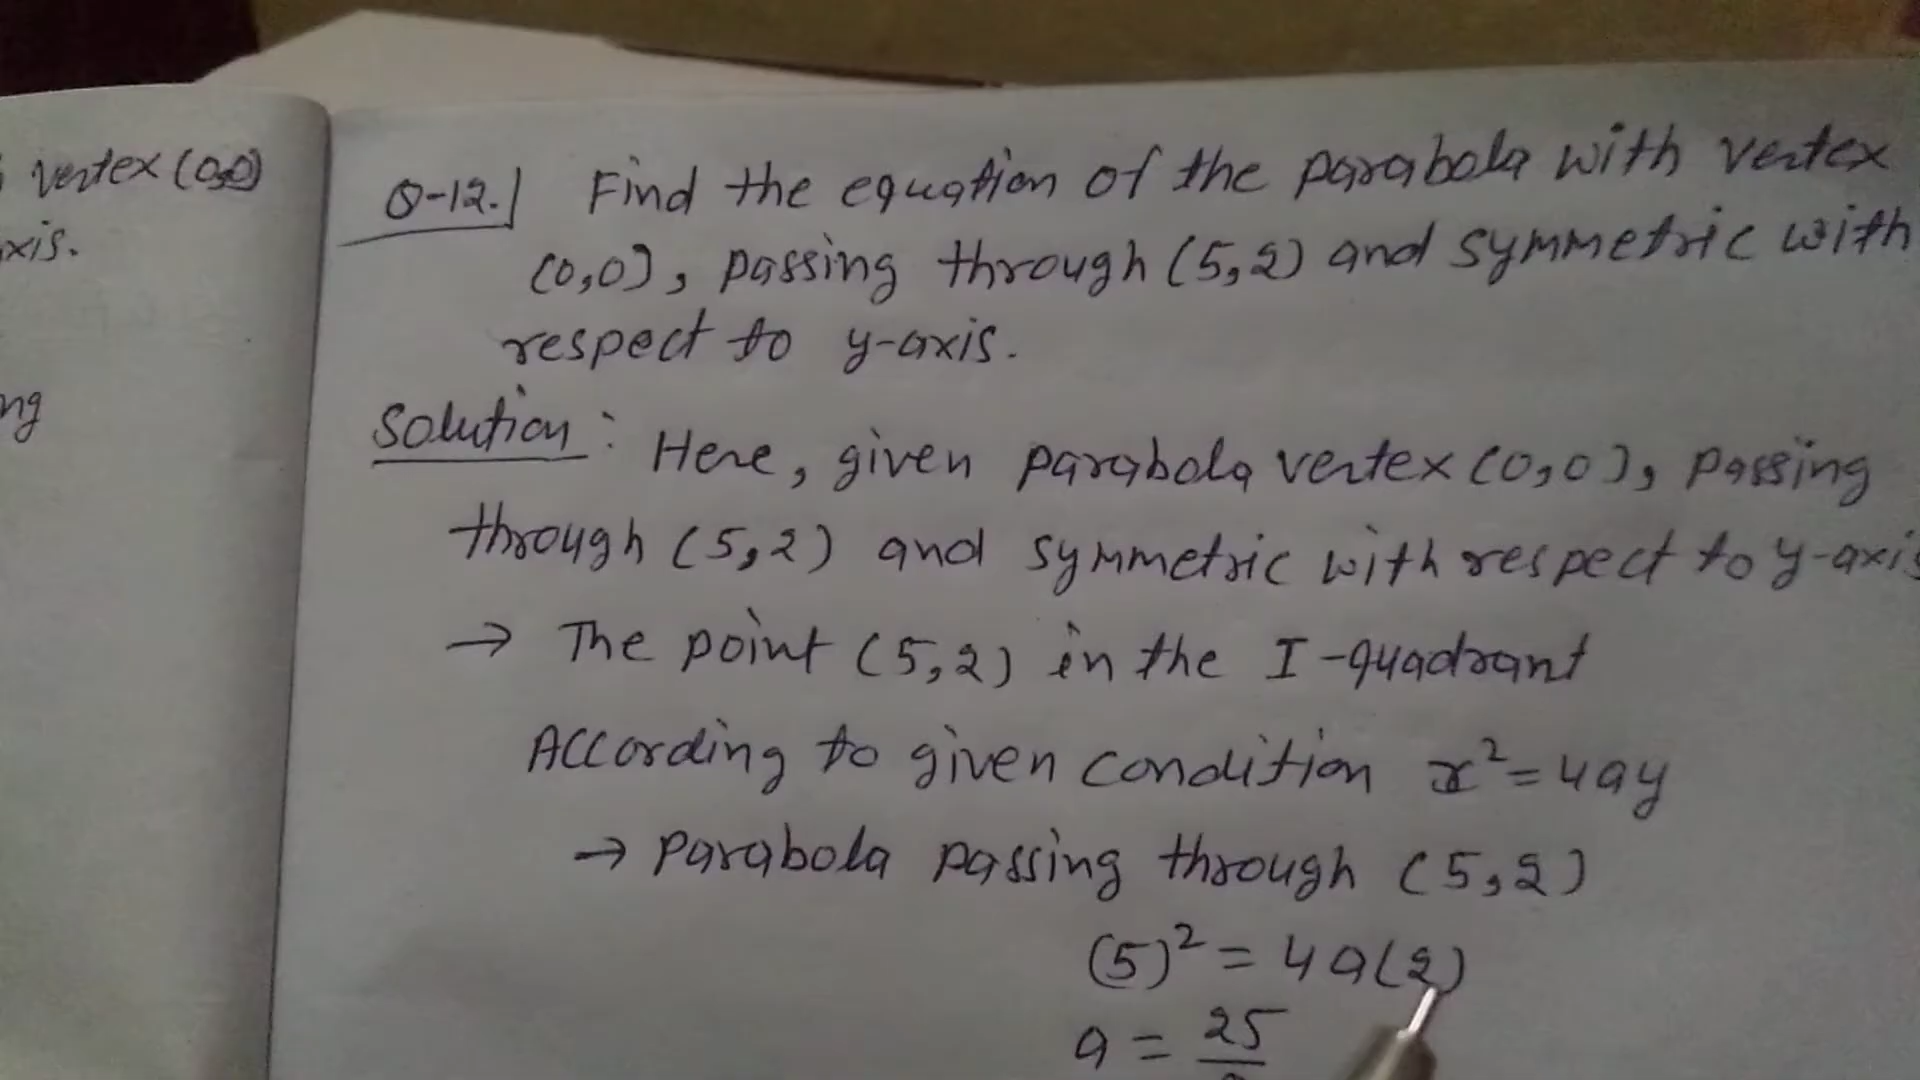 vertex (0,0)
xis.
ng
Q-12.] Find the equation of the parabola with vertex
(0,0), passing through (5,2) and symmetric with
respect to y-axis.
Solution: Here, given parabola vertex (0,0), passing
through (5,2) and symmetric with respect to y-axis
→ The point (5,2) in the I-quadrant
According to given condition x² = 4ay
→ parabola passing through (5,2)
(5)² = 4a(2)
a = 25